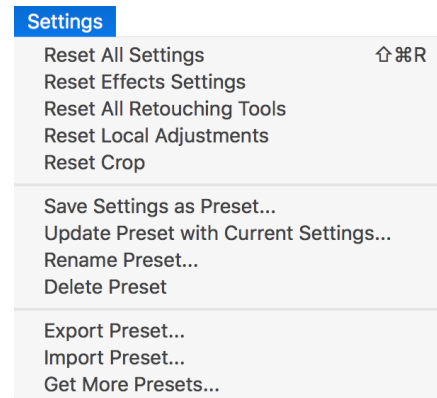 Settings
Reset All Settings ⇧⌘R
Reset Effects Settings
Reset All Retouching Tools
Reset Local Adjustments
Reset Crop
Save Settings as Preset...
Update Preset with Current Settings...
Rename Preset...
Delete Preset
Export Preset...
Import Preset...
Get More Presets...